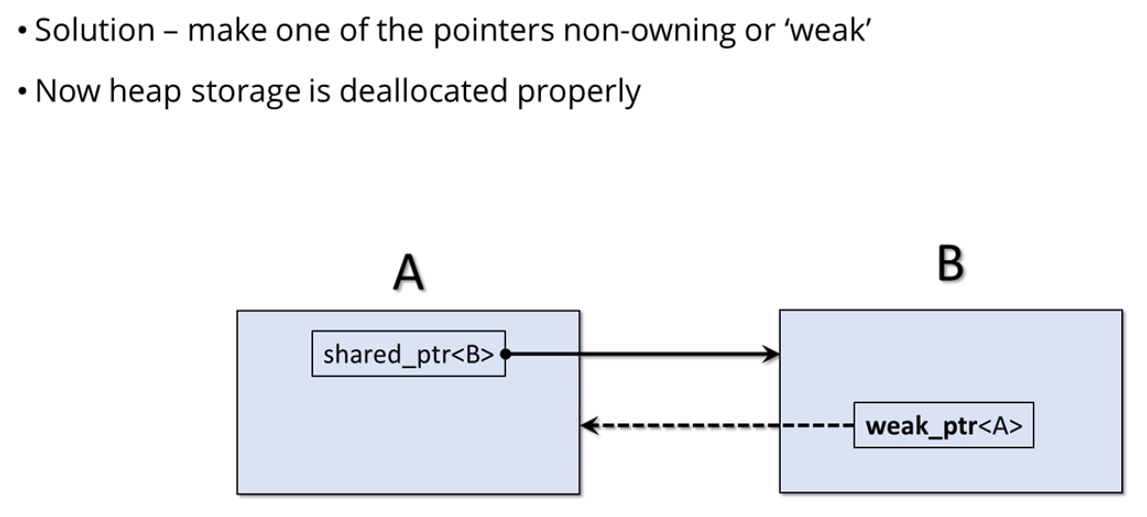 • Solution – make one of the pointers non-owning or ‘weak’
• Now heap storage is deallocated properly
A
B
shared_ptr<B>
weak_ptr<A>